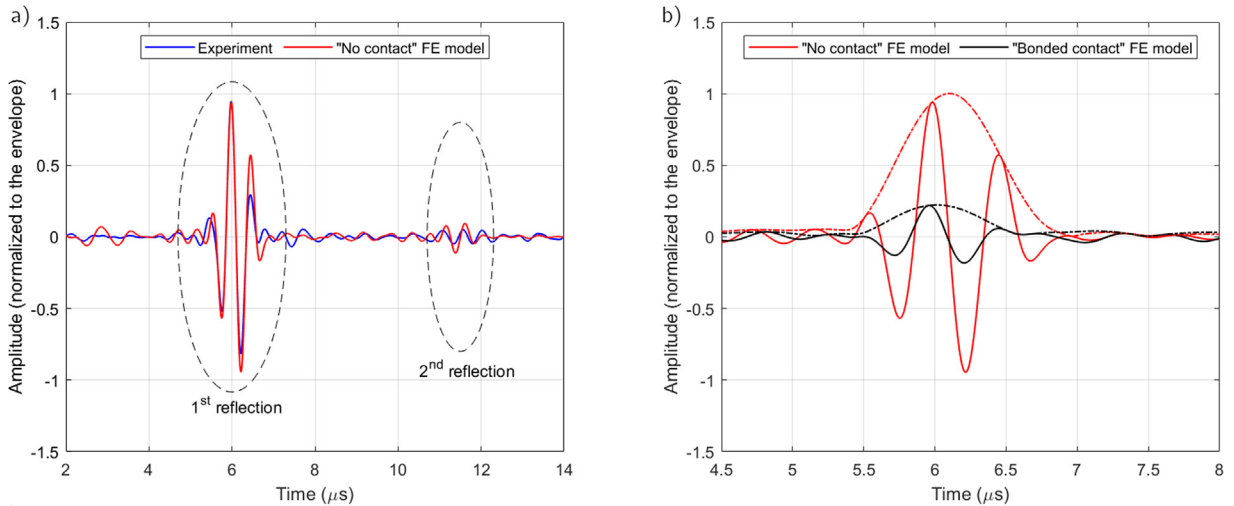 a)
Amplitude (normalized to the envelope)
1.5
1
0.5
0
-0.5
-1
-1.5
Experiment
"No contact" FE model
1st reflection
2nd reflection
2
4
6
8
10
12
14
Time (μs)
b)
Amplitude (normalized to the envelope)
1.5
1
0.5
0
-0.5
-1
-1.5
"No contact" FE model
"Bonded contact" FE model
4.5
5
5.5
6
6.5
7
7.5
8
Time (μs)